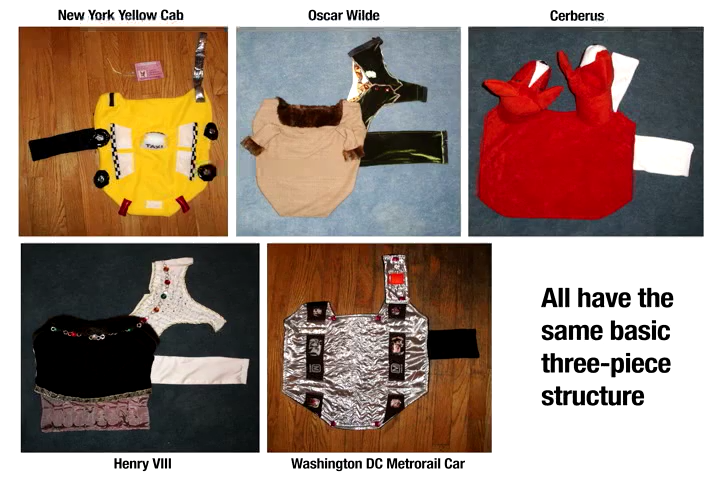 New York Yellow Cab
Oscar Wilde
Cerberus
TAXI
All have the
same basic
three-piece
structure
Henry VIII
Washington DC Metrorail Car